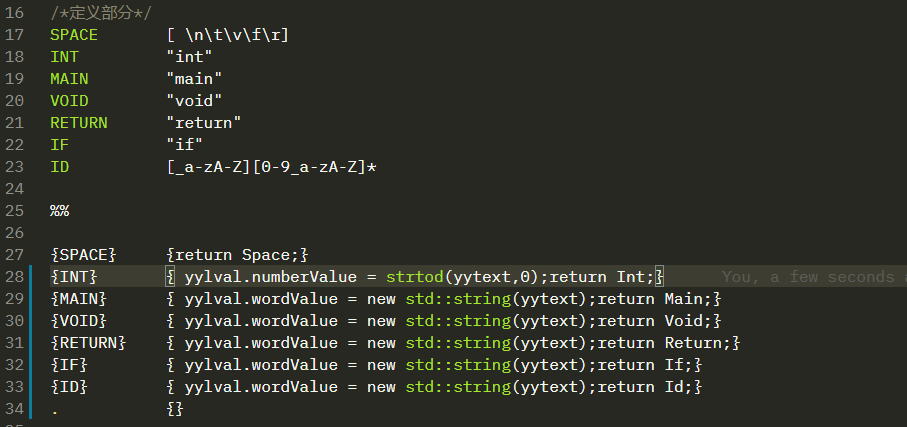 16 /*定义部分*/
17 SPACE [ \n\t\v\f\r]
18 INT "int"
19 MAIN "main"
20 VOID "void"
21 RETURN "return"
22 IF "if"
23 ID [_a-zA-Z][0-9_a-zA-Z]*
24
25 %%
26
27 {SPACE} {return Space;}
28 {INT} { yylval.numberValue = strtod(yytext,0);return Int;} You, a few seconds
29 {MAIN} { yylval.wordValue = new std::string(yytext);return Main;}
30 {VOID} { yylval.wordValue = new std::string(yytext);return Void;}
31 {RETURN} { yylval.wordValue = new std::string(yytext);return Return;}
32 {IF} { yylval.wordValue = new std::string(yytext);return If;}
33 {ID} { yylval.wordValue = new std::string(yytext);return Id;}
34 . {}